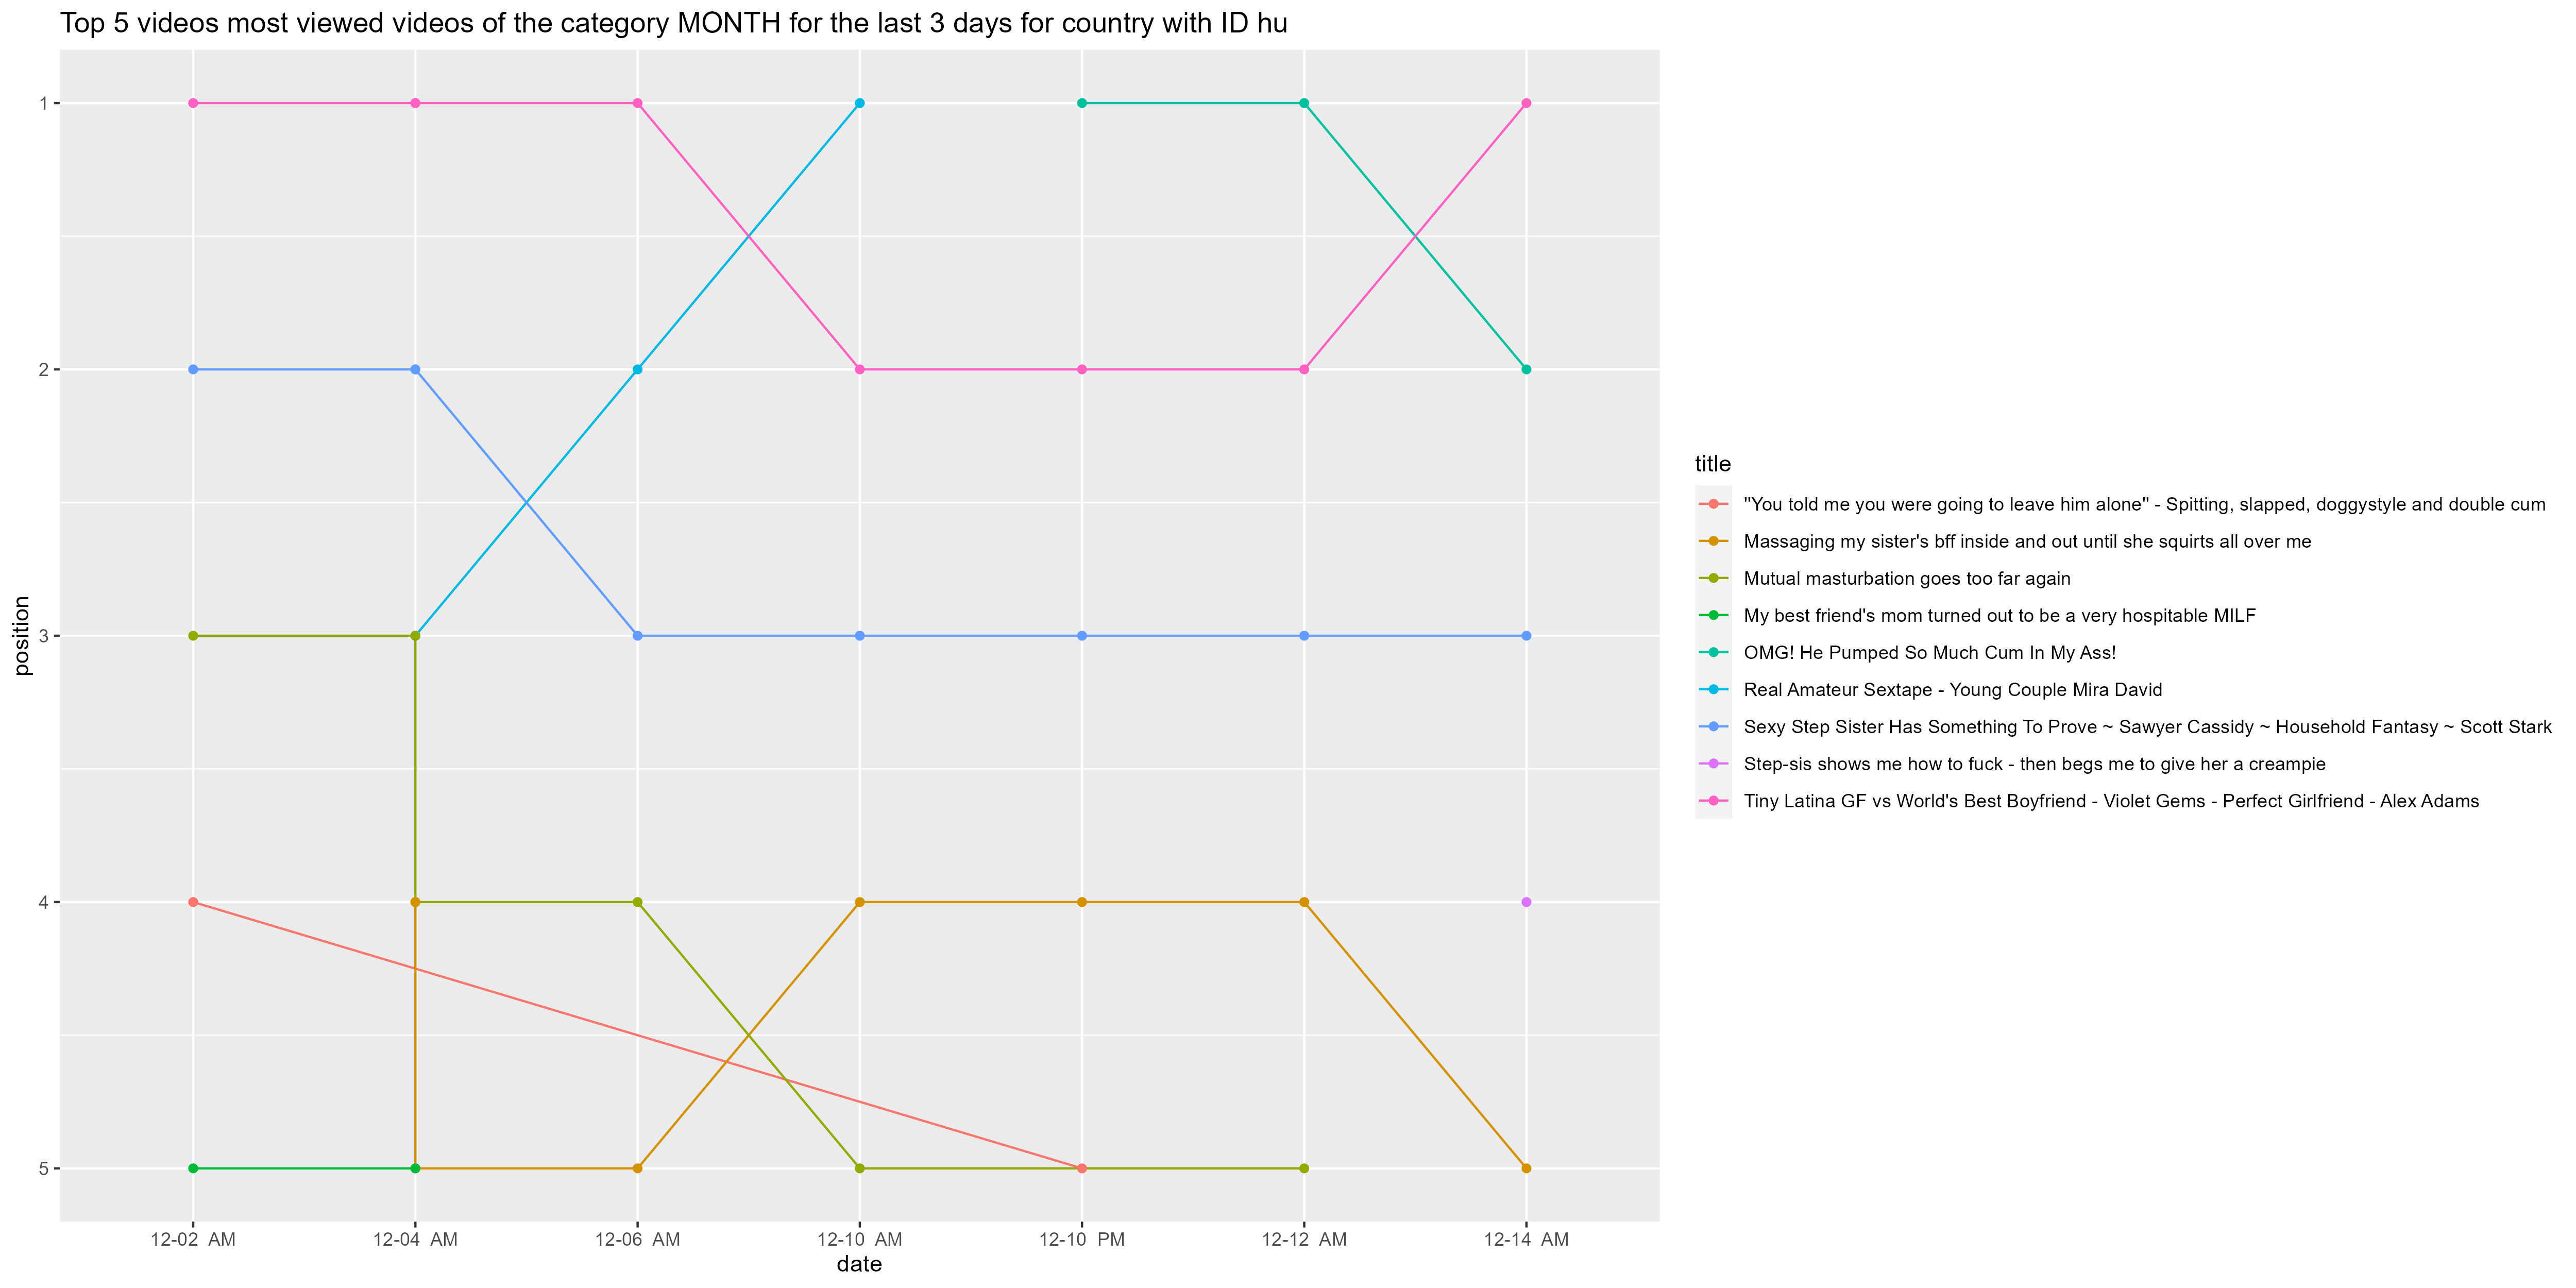 Top 5 videos most viewed videos of the category MONTH for the last 3 days for country with ID hu
position
1
2
3
4
5
12-02 AM
12-04 AM
12-06 AM
12-10 AM
12-10 PM
12-12 AM
12-14 AM
date
title
"You told me you were going to leave him alone" - Spitting, slapped, doggystyle and double cum
Massaging my sister's bff inside and out until she squirts all over me
Mutual masturbation goes too far again
My best friend's mom turned out to be a very hospitable MILF
OMG! He Pumped So Much Cum In My Ass!
Real Amateur Sextape - Young Couple Mira David
Sexy Step Sister Has Something To Prove ~ Sawyer Cassidy ~ Household Fantasy ~ Scott Stark
Step-sis shows me how to fuck - then begs me to give her a creampie
Tiny Latina GF vs World's Best Boyfriend - Violet Gems - Perfect Girlfriend - Alex Adams